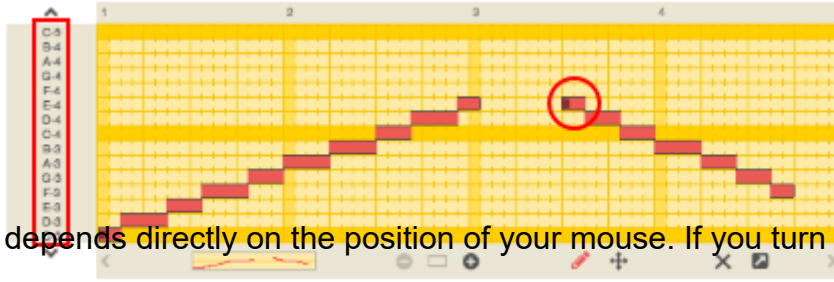 1 2 3 4
C-5
B-4
A-4
G-4
F-4
E-4
D-4
C-4
B-3
A-3
G-3
F-3
E-3
D-3
depends directly on the position of your mouse. If you turn